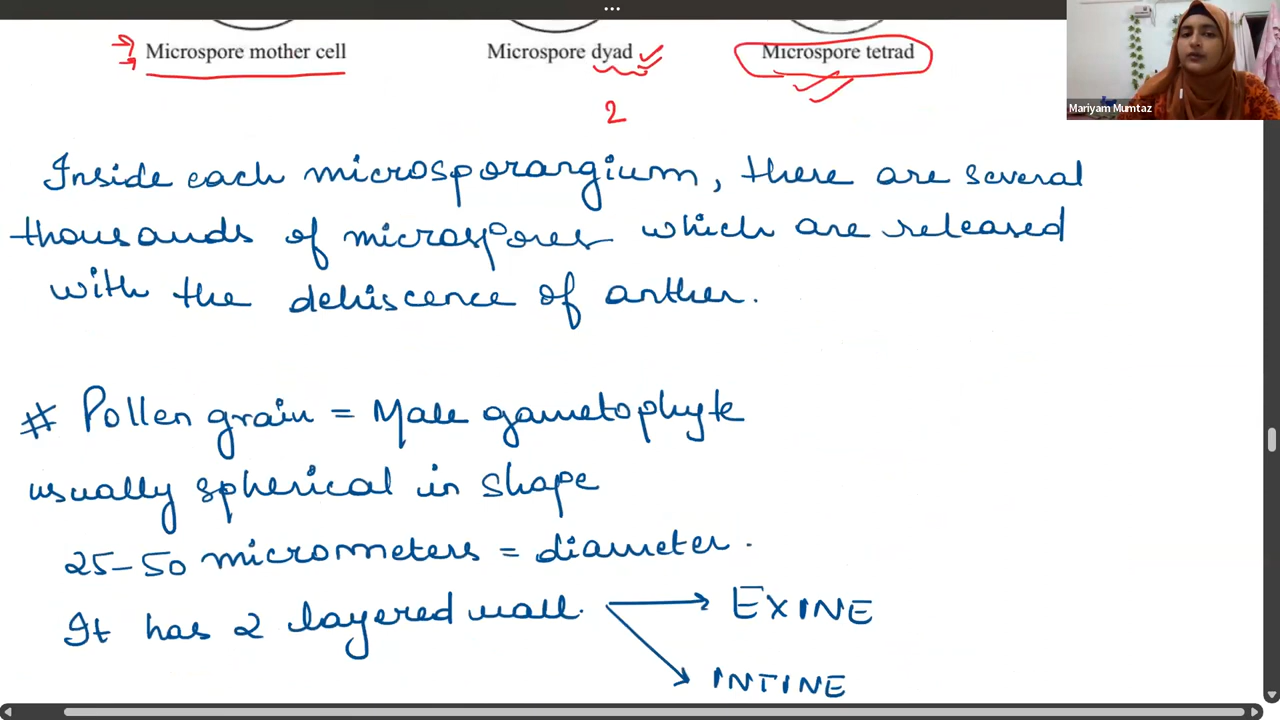 Microspore mother cell Microspore dyad Microspore tetrad
Mariyam Mumtaz
2
Inside each microsporangium, there are several
thousands of microspores which are released
with the dehiscence of anther.
# Pollen grain = Male gametophyte
usually spherical in shape
25-50 micrometers = diameter.
It has 2 layered wall. EXINE
INTINE